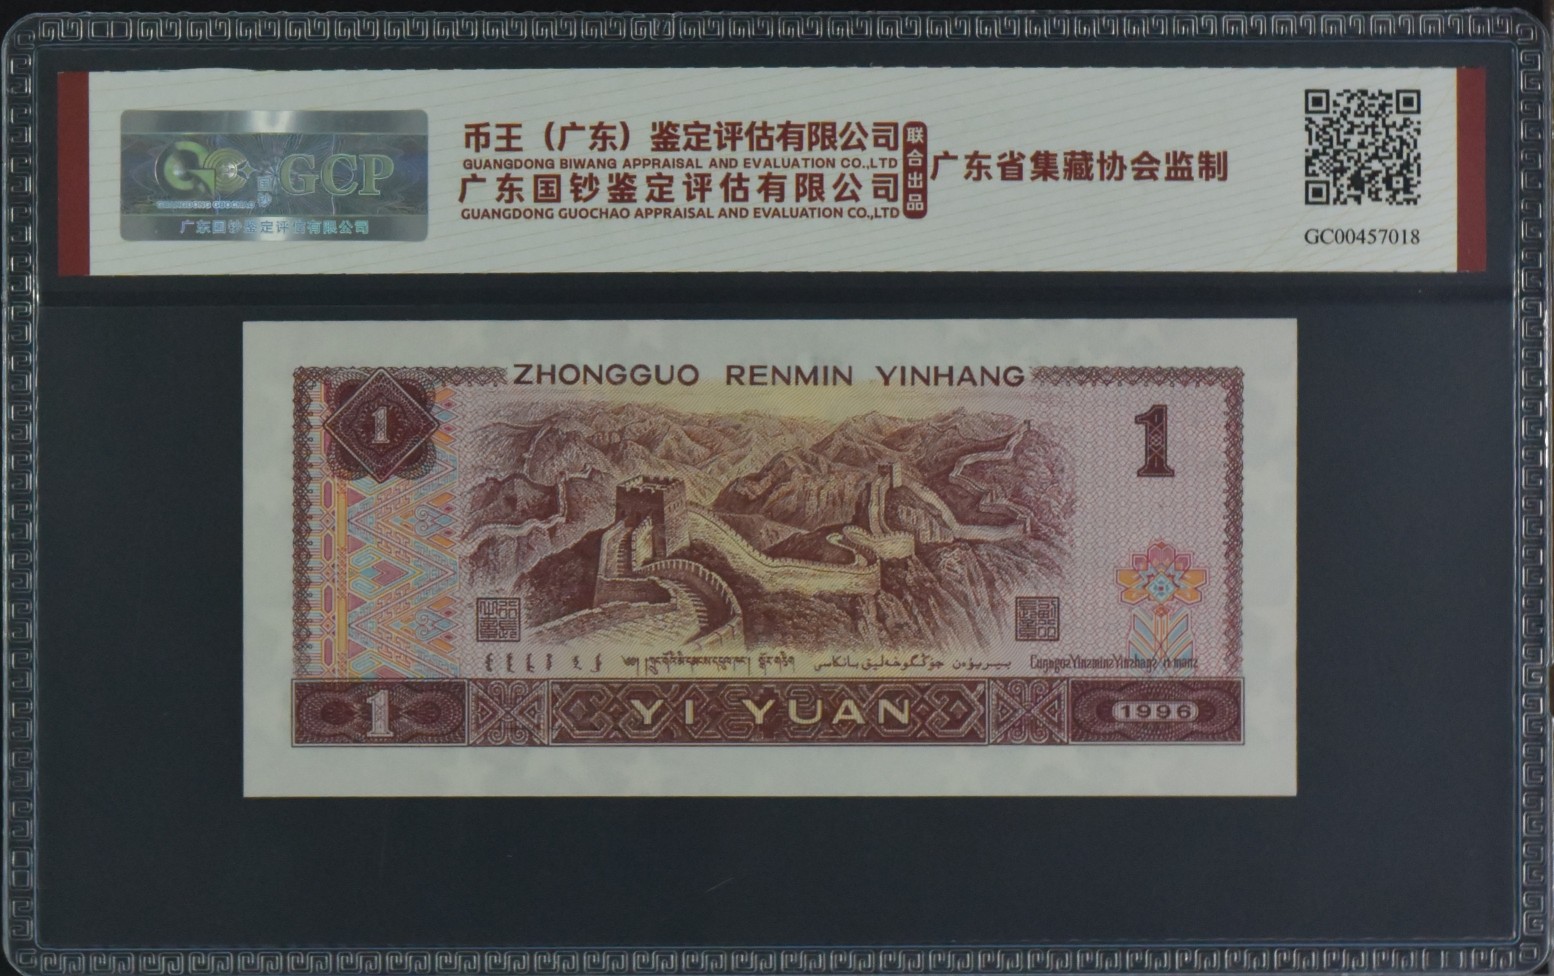 GCP
GUANGDONG GUOCHAO
广东国钞鉴定评估有限公司
币王（广东）鉴定评估有限公司
GUANGDONG BIWANG APPRAISAL AND EVALUATION CO.,LTD
广东国钞鉴定评估有限公司
GUANGDONG GUOCHAO APPRAISAL AND EVALUATION CO.,LTD
联合出品
广东省集藏协会监制
GC00457018
ZHONGGUO RENMIN YINHANG
1
1
1
YI YUAN
1996